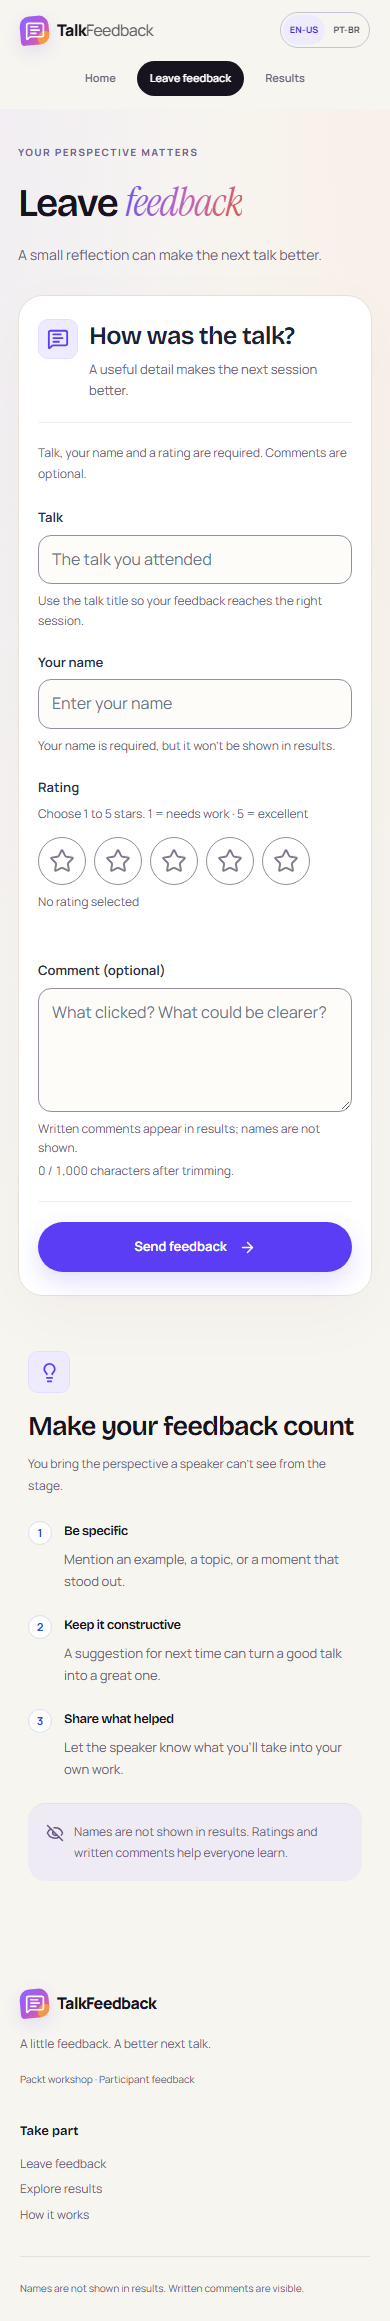 TalkFeedback
EN-US PT-BR
Home Leave feedback Results
YOUR PERSPECTIVE MATTERS
Leave feedback
A small reflection can make the next talk better.
How was the talk?
A useful detail makes the next session
better.
Talk, your name and a rating are required. Comments are
optional.
Talk
The talk you attended
Use the talk title so your feedback reaches the right
session.
Your name
Enter your name
Your name is required, but it won't be shown in results.
Rating
Choose 1 to 5 stars. 1 = needs work · 5 = excellent
No rating selected
Comment (optional)
What clicked? What could be clearer?
Written comments appear in results; names are not
shown.
0 / 1,000 characters after trimming.
Send feedback
Make your feedback count
You bring the perspective a speaker can't see from the
stage.
1 Be specific
Mention an example, a topic, or a moment that
stood out.
2 Keep it constructive
A suggestion for next time can turn a good talk
into a great one.
3 Share what helped
Let the speaker know what you'll take into your
own work.
Names are not shown in results. Ratings and
written comments help everyone learn.
TalkFeedback
A little feedback. A better next talk.
Packt workshop · Participant feedback
Take part
Leave feedback
Explore results
How it works
Names are not shown in results. Written comments are visible.